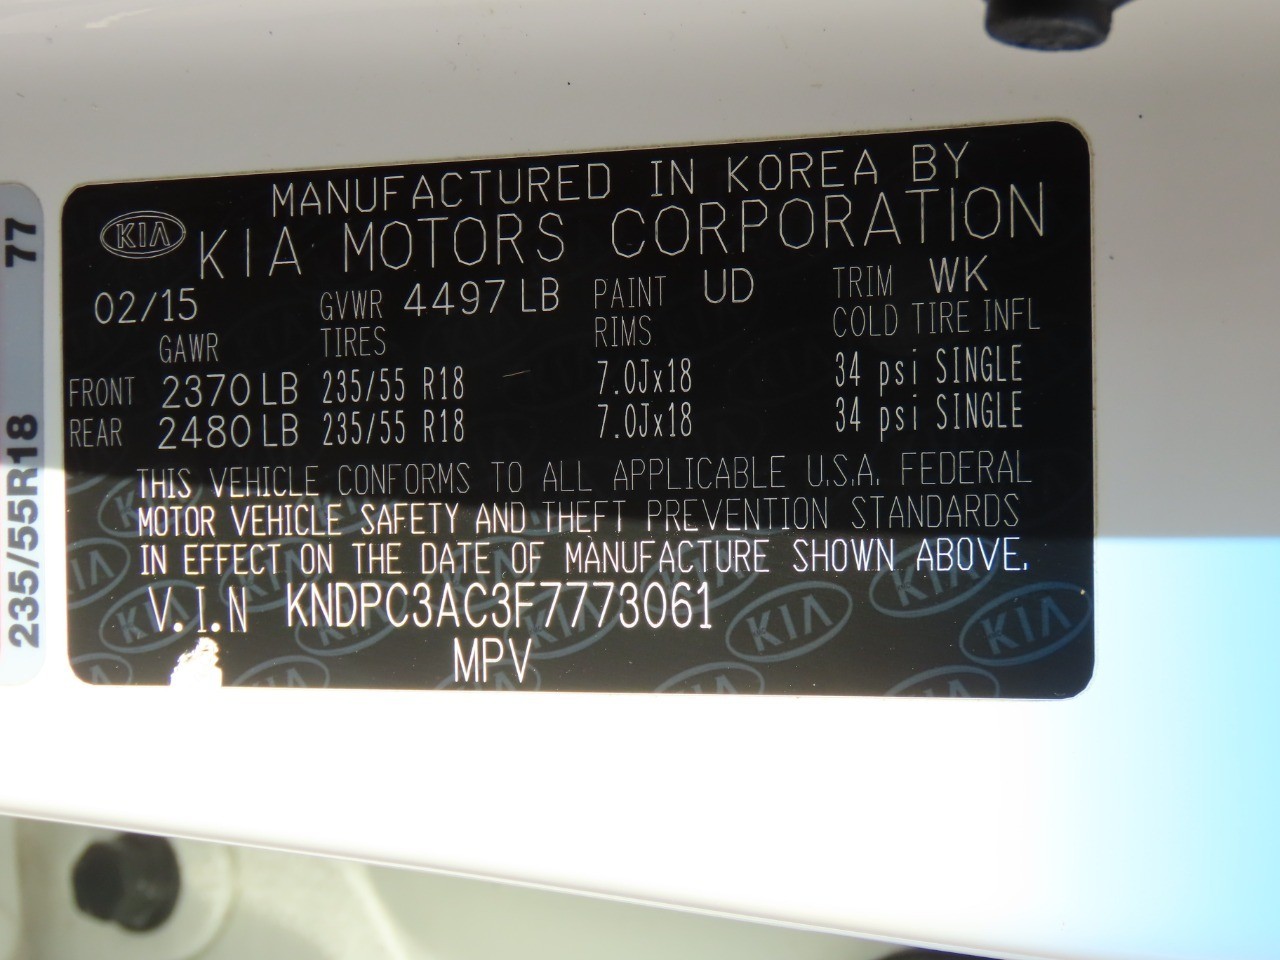 MANUFACTURED IN KOREA BY
KIA KIA MOTORS CORPORATION
02/15 GVWR 4497 LB PAINT UD TRIM WK
GAWR TIRES RIMS COLD TIRE INFL
FRONT 2370 LB 235/55 R18 7.0Jx18 34 psi SINGLE
REAR 2480 LB 235/55 R18 7.0Jx18 34 psi SINGLE
THIS VEHICLE CONFORMS TO ALL APPLICABLE U.S.A. FEDERAL
MOTOR VEHICLE SAFETY AND THEFT PREVENTION STANDARDS
IN EFFECT ON THE DATE OF MANUFACTURE SHOWN ABOVE.
V.I.N KNDPC3AC3F7773061
MPV
235/55R18 77